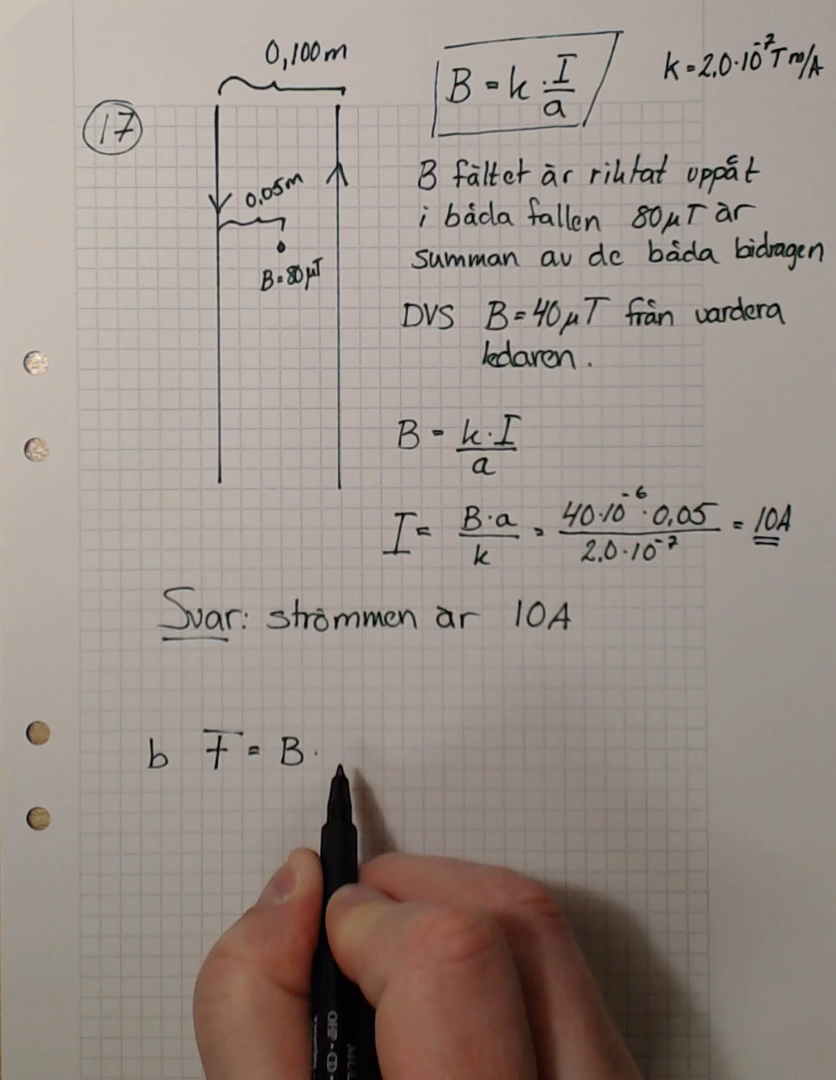 0,100m
17
B = k · I/a
k = 2,0·10⁻⁷ Tm/A
0,05m
B = 80 μT
B fältet är riktat uppåt
i båda fallen 80μT är
summan av de båda bidragen
DVS B = 40μT från vardera
ledaren.
B = k·I/a
I = B·a/k = 40·10⁻⁶·0,05/2,0·10⁻⁷ = 10A
Svar: strömmen är 10A
b F = B·